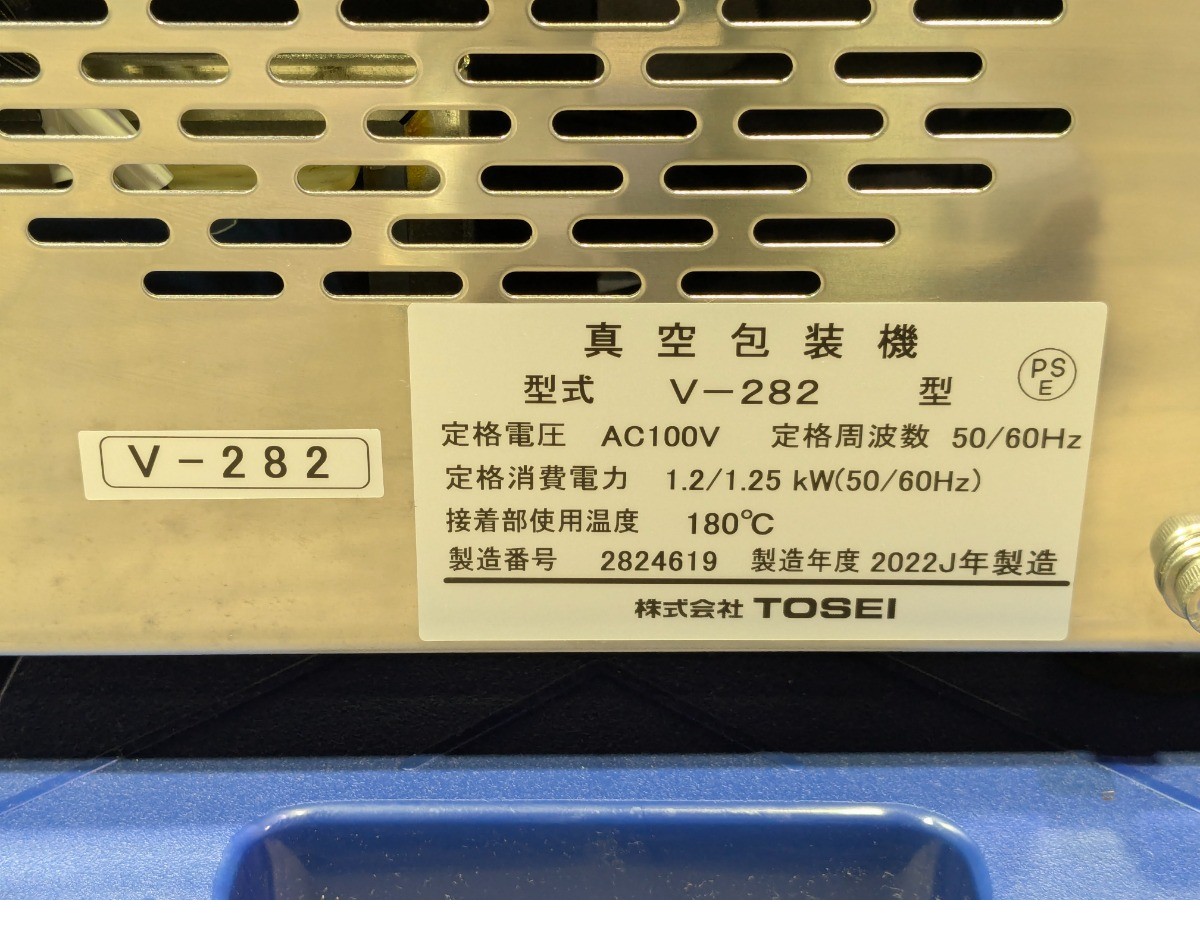 真空包装機
型式 V-282 型
PS
E
定格電圧 AC100V 定格周波数 50/60Hz
定格消費電力 1.2/1.25 kW(50/60Hz)
接着部使用温度 180℃
製造番号 2824619 製造年度 2022J年製造
株式会社 TOSEI
V-282